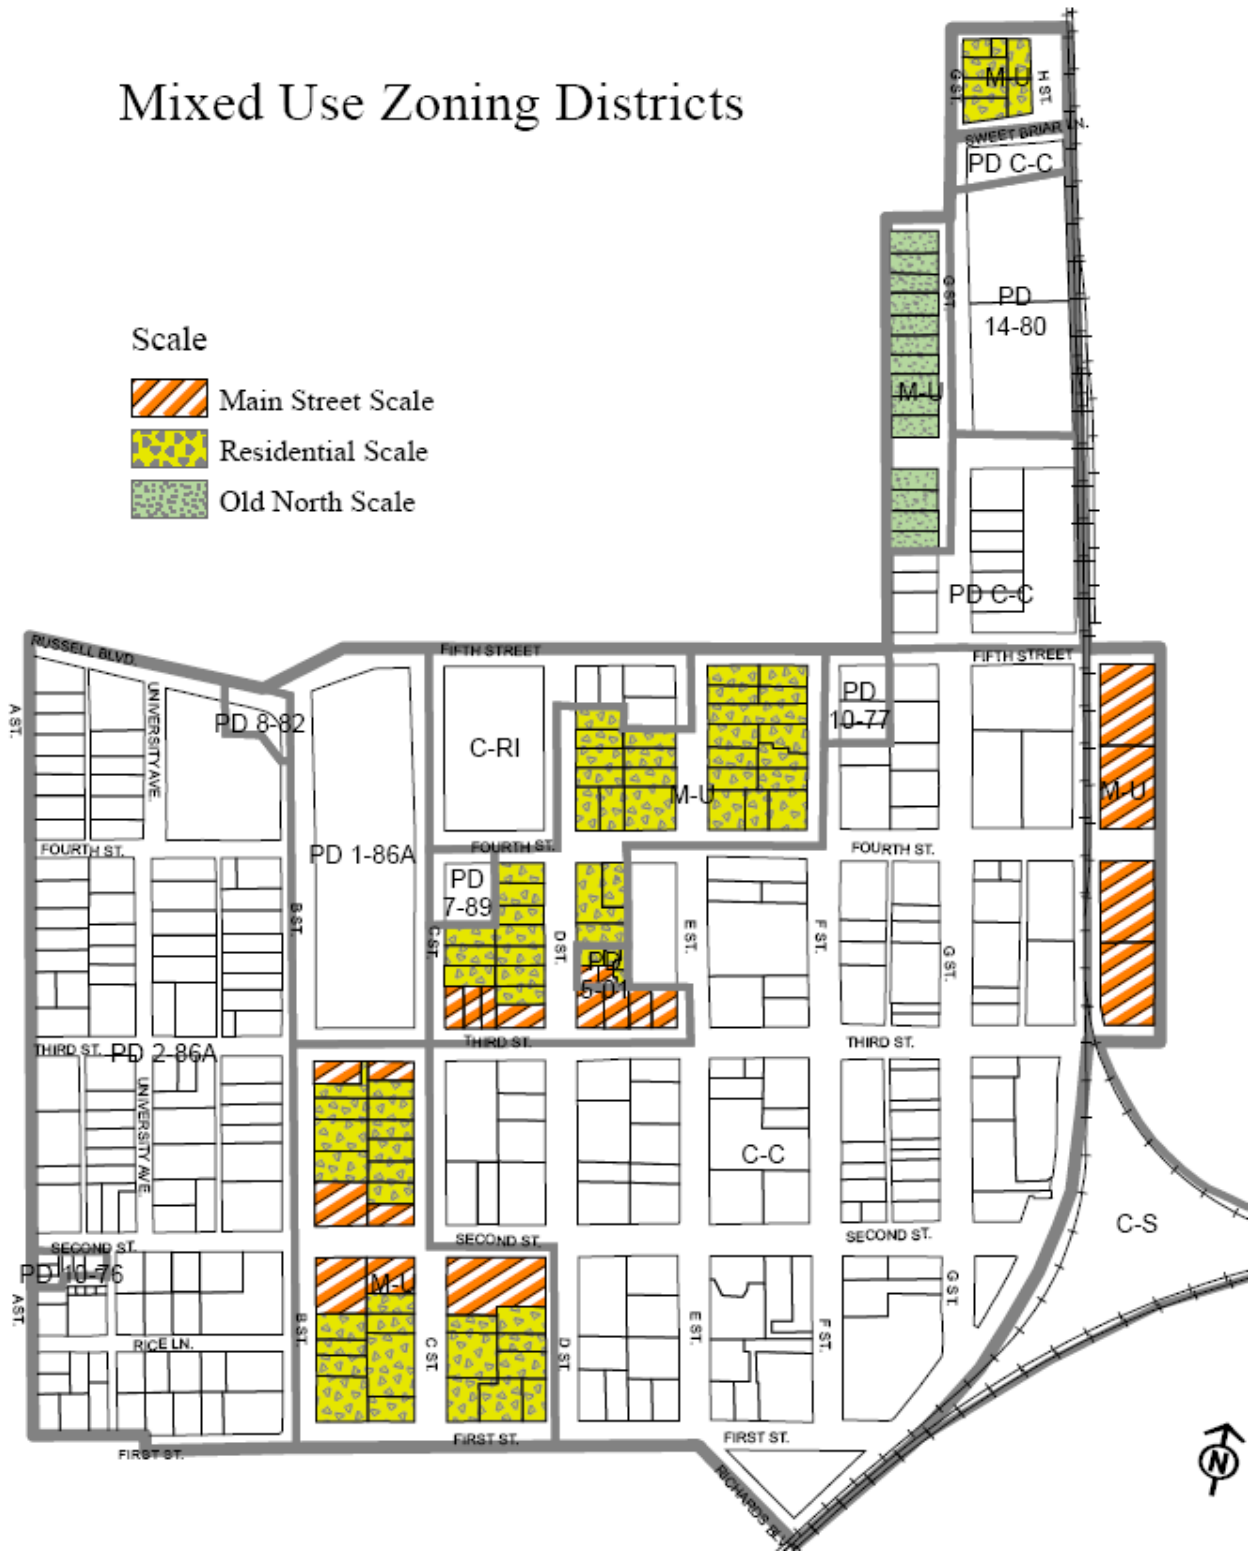 Mixed Use Zoning Districts
M-U
G ST.
H ST.
SWEET BRIAR LN.
PD C-C
G ST.
PD
14-80
Scale
Main Street Scale
Residential Scale
Old North Scale
M-U
PD C-C
RUSSELL BLVD.
FIFTH STREET
FIFTH STREET
A ST.
UNIVERSITY AVE.
PD 8-82
C-RI
PD
10-77
M-U
M-U
FOURTH ST.
PD 1-86A
FOURTH ST.
FOURTH ST.
PD
7-89
B ST.
C ST.
D ST.
E ST.
F ST.
G ST.
PD
5-01
THIRD ST.
PD 2-86A
THIRD ST.
THIRD ST.
UNIVERSITY AVE.
C-C
C-S
SECOND ST.
SECOND ST.
SECOND ST.
PD 10-76
M-U
A ST.
B ST.
C ST.
D ST.
E ST.
F ST.
G ST.
RICE LN.
FIRST ST.
FIRST ST.
FIRST ST.
RICHARDS BLV
N